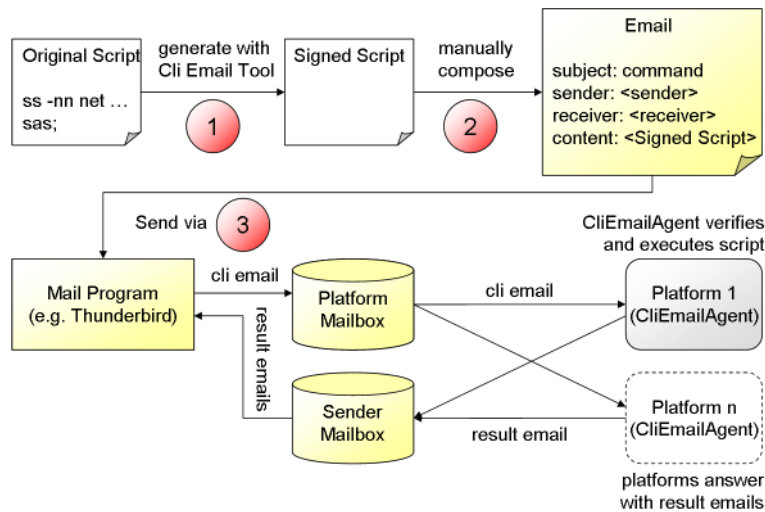 Original Script
ss -nn net ...
sas;
generate with
Cli Email Tool
1
Signed Script
manually
compose
2
Email
subject: command
sender: <sender>
receiver: <receiver>
content: <Signed Script>
Send via
3
CliEmailAgent verifies
and executes script
Mail Program
(e.g. Thunderbird)
cli email
Platform
Mailbox
cli email
Platform 1
(CliEmailAgent)
result
emails
Sender
Mailbox
result email
Platform n
(CliEmailAgent)
platforms answer
with result emails